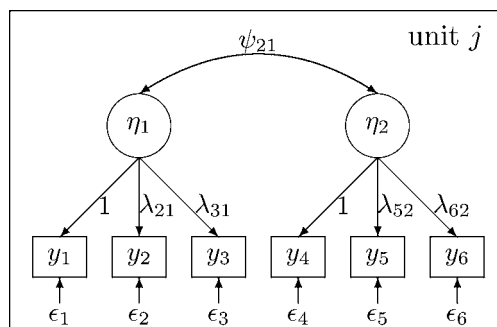 unit j
ψ21
η1 η2
1 λ21 λ31 1 λ52 λ62
y1 y2 y3 y4 y5 y6
ϵ1 ϵ2 ϵ3 ϵ4 ϵ5 ϵ6